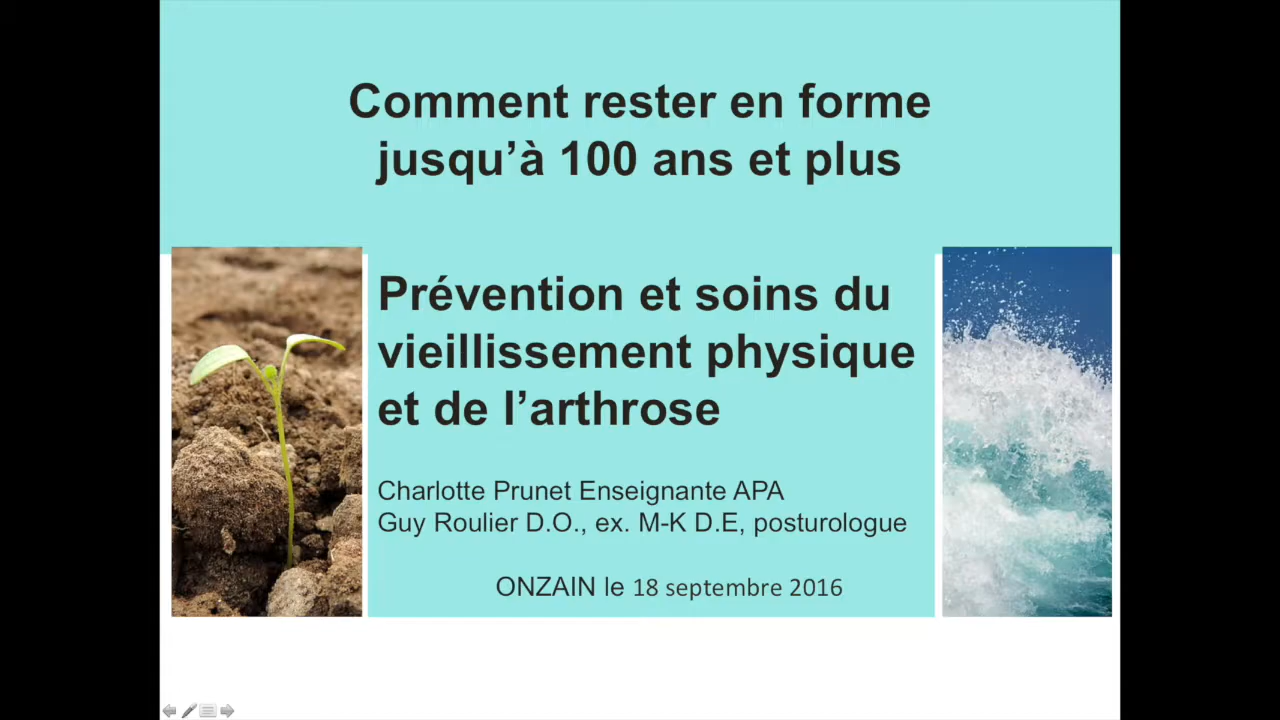 Comment rester en forme
jusqu’à 100 ans et plus
Prévention et soins du
vieillissement physique
et de l’arthrose
Charlotte Prunet Enseignante APA
Guy Roulier D.O., ex. M-K D.E, posturologue
ONZAIN le 18 septembre 2016